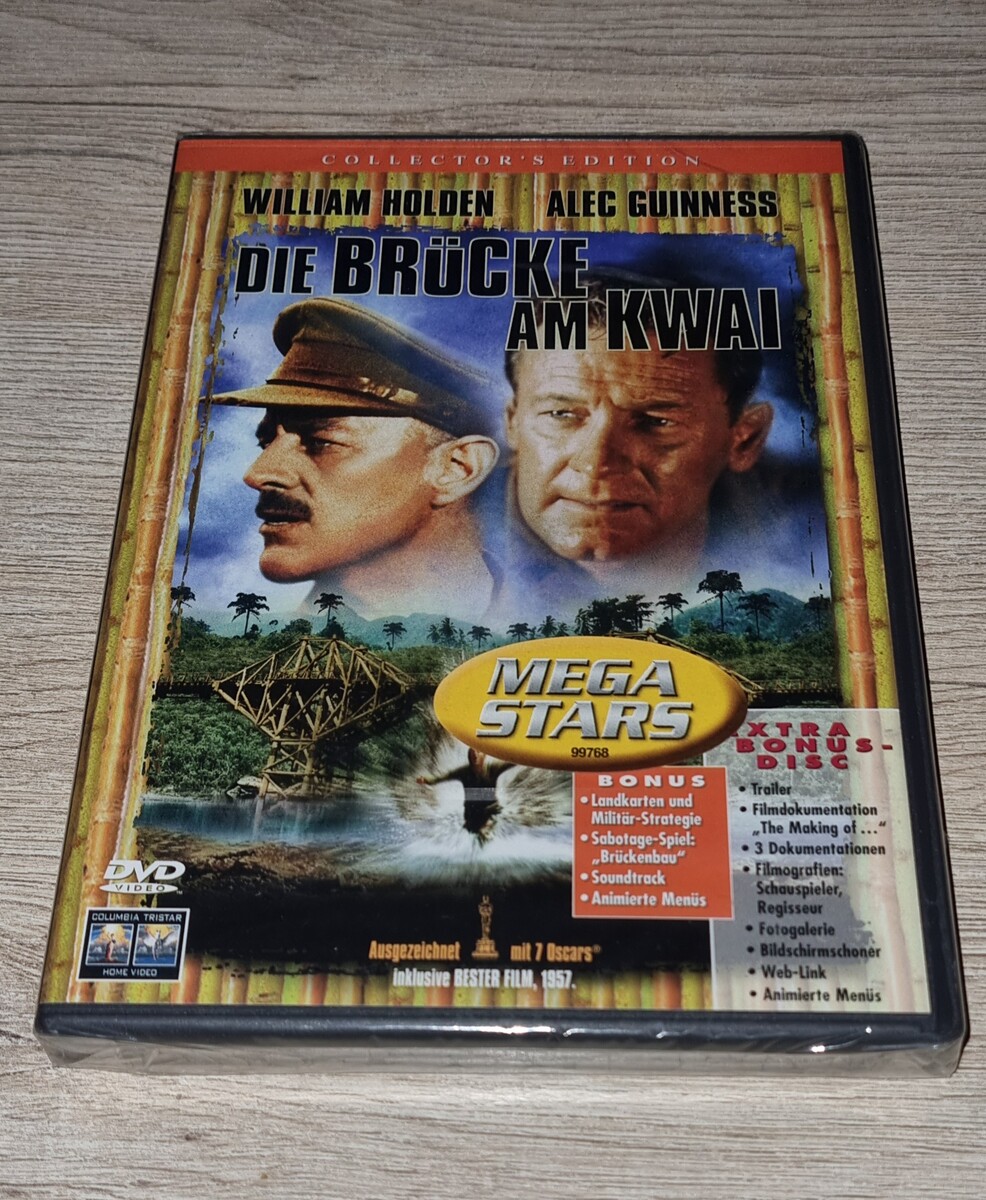 COLLECTOR'S EDITION
WILLIAM HOLDEN ALEC GUINNESS
DIE BRÜCKE
AM KWAI
MEGA
STARS
99768
BONUS
• Landkarten und
Militär-Strategie
• Sabotage-Spiel:
„Brückenbau“
• Soundtrack
• Animierte Menüs
EXTRA
BONUS-
DISC
• Trailer
• Filmdokumentation
„The Making of ...“
• 3 Dokumentationen
• Filmografien:
Schauspieler,
Regisseur
• Fotogalerie
• Bildschirmschoner
• Web-Link
• Animierte Menüs
DVD
VIDEO
COLUMBIA TRISTAR
HOME VIDEO
Ausgezeichnet mit 7 Oscars®
inklusive BESTER FILM, 1957.